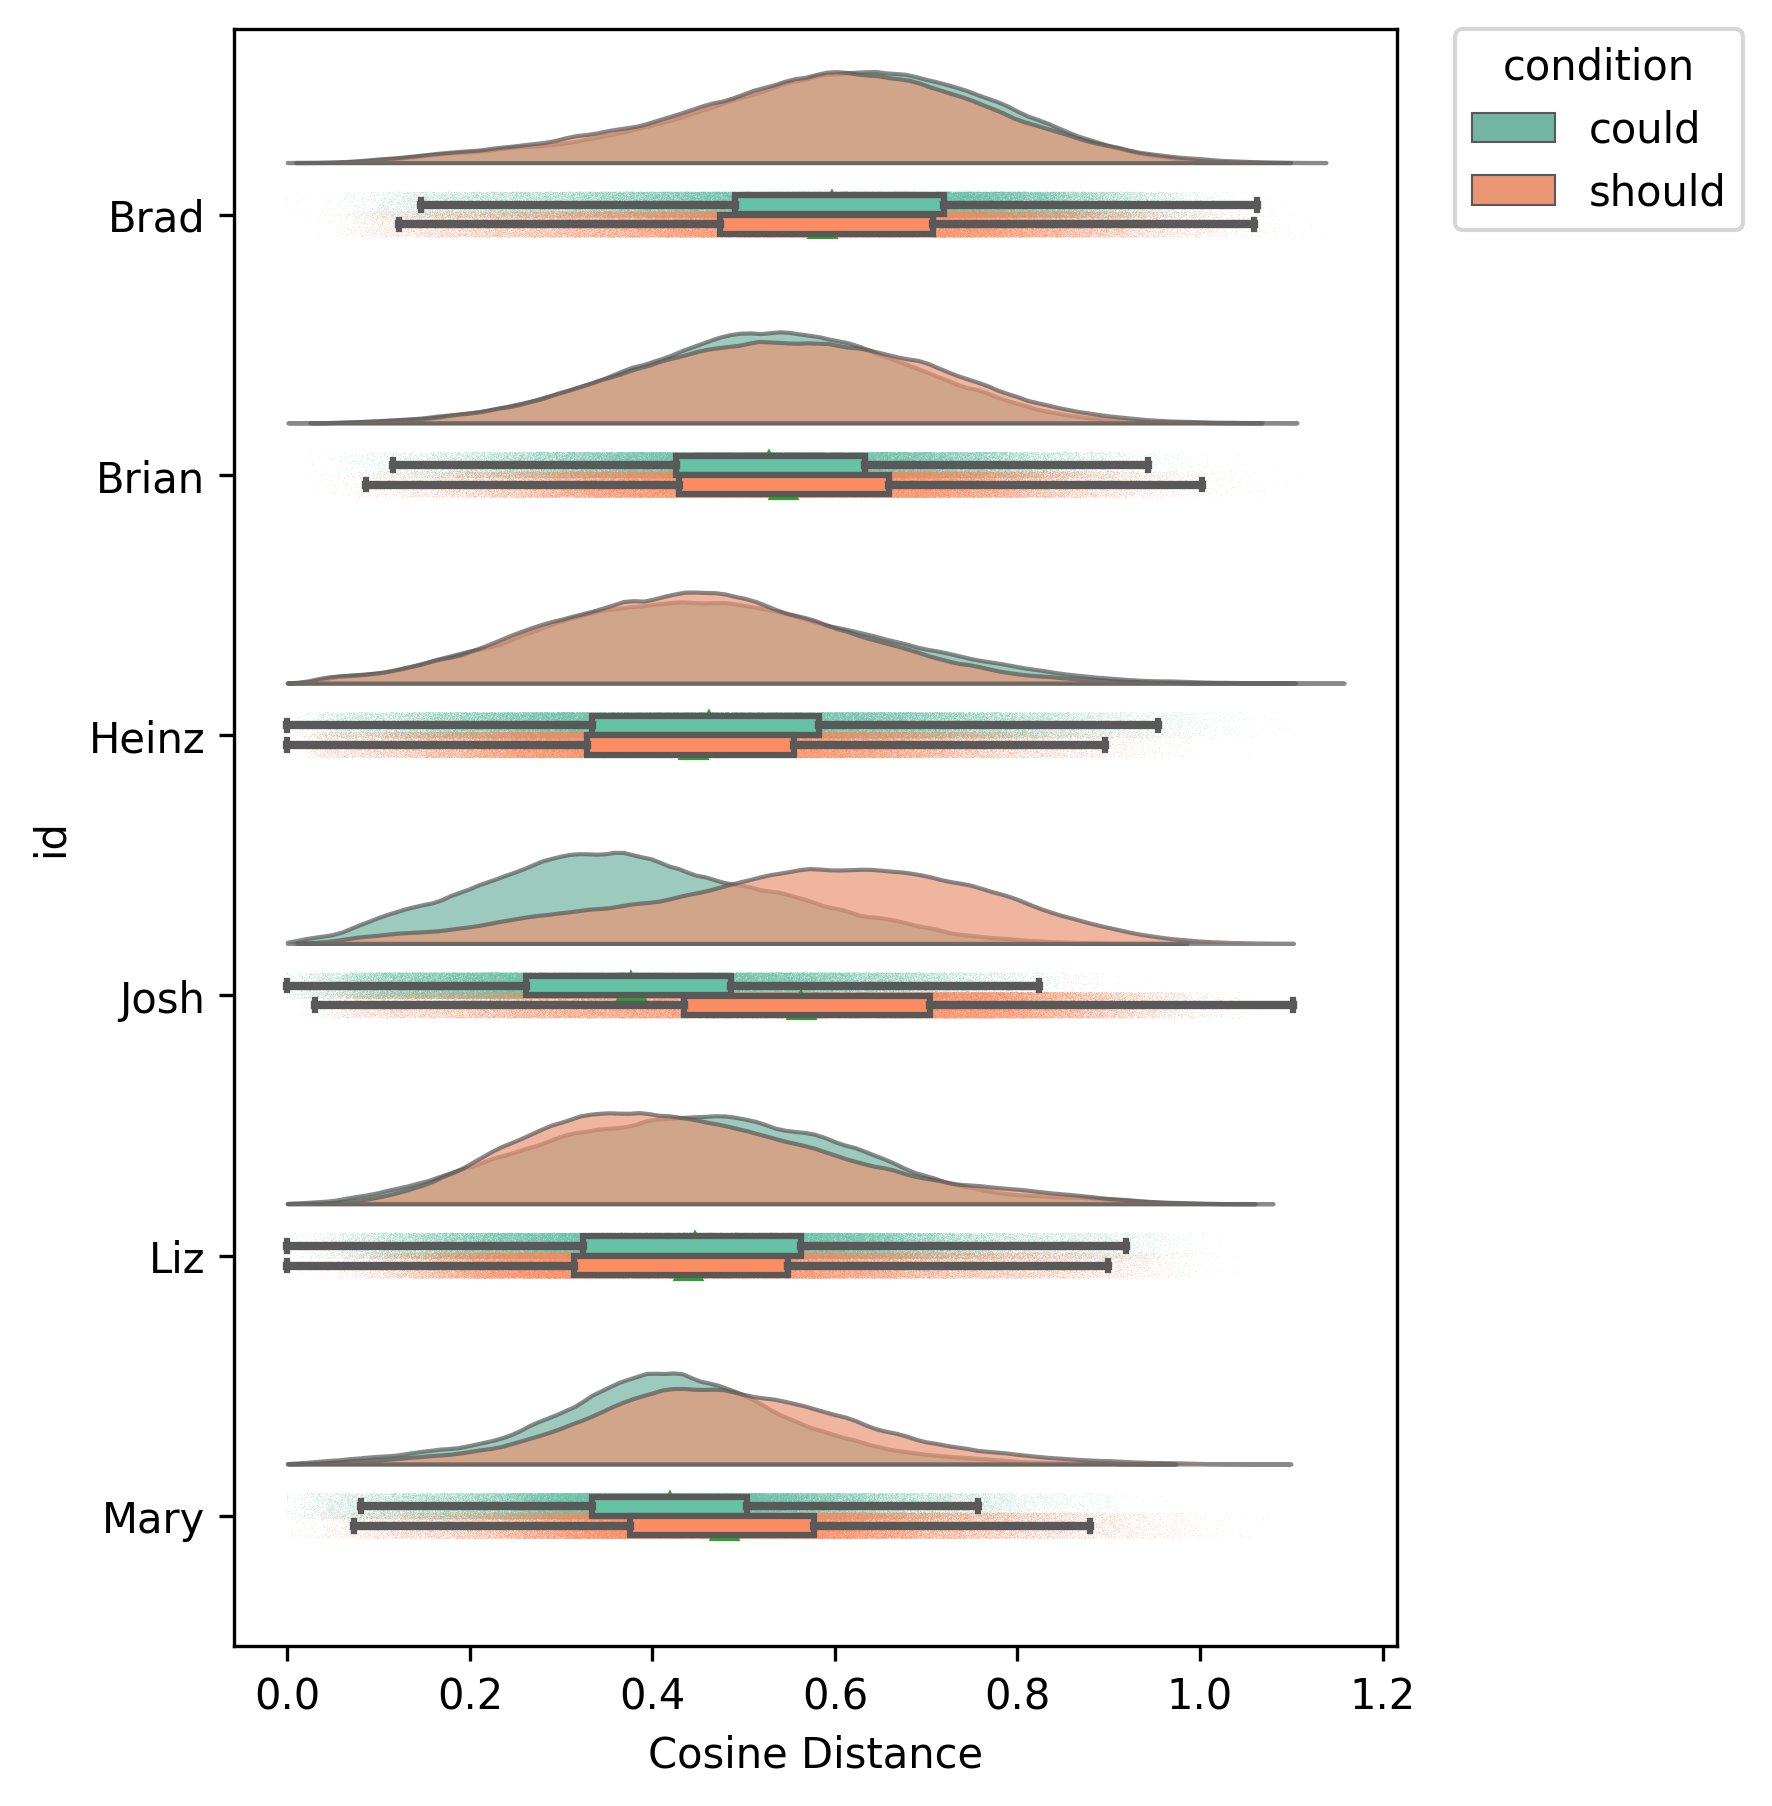 condition
could
should
Brad
Brian
Heinz
Josh
Liz
Mary
id
0.0 0.2 0.4 0.6 0.8 1.0 1.2
Cosine Distance